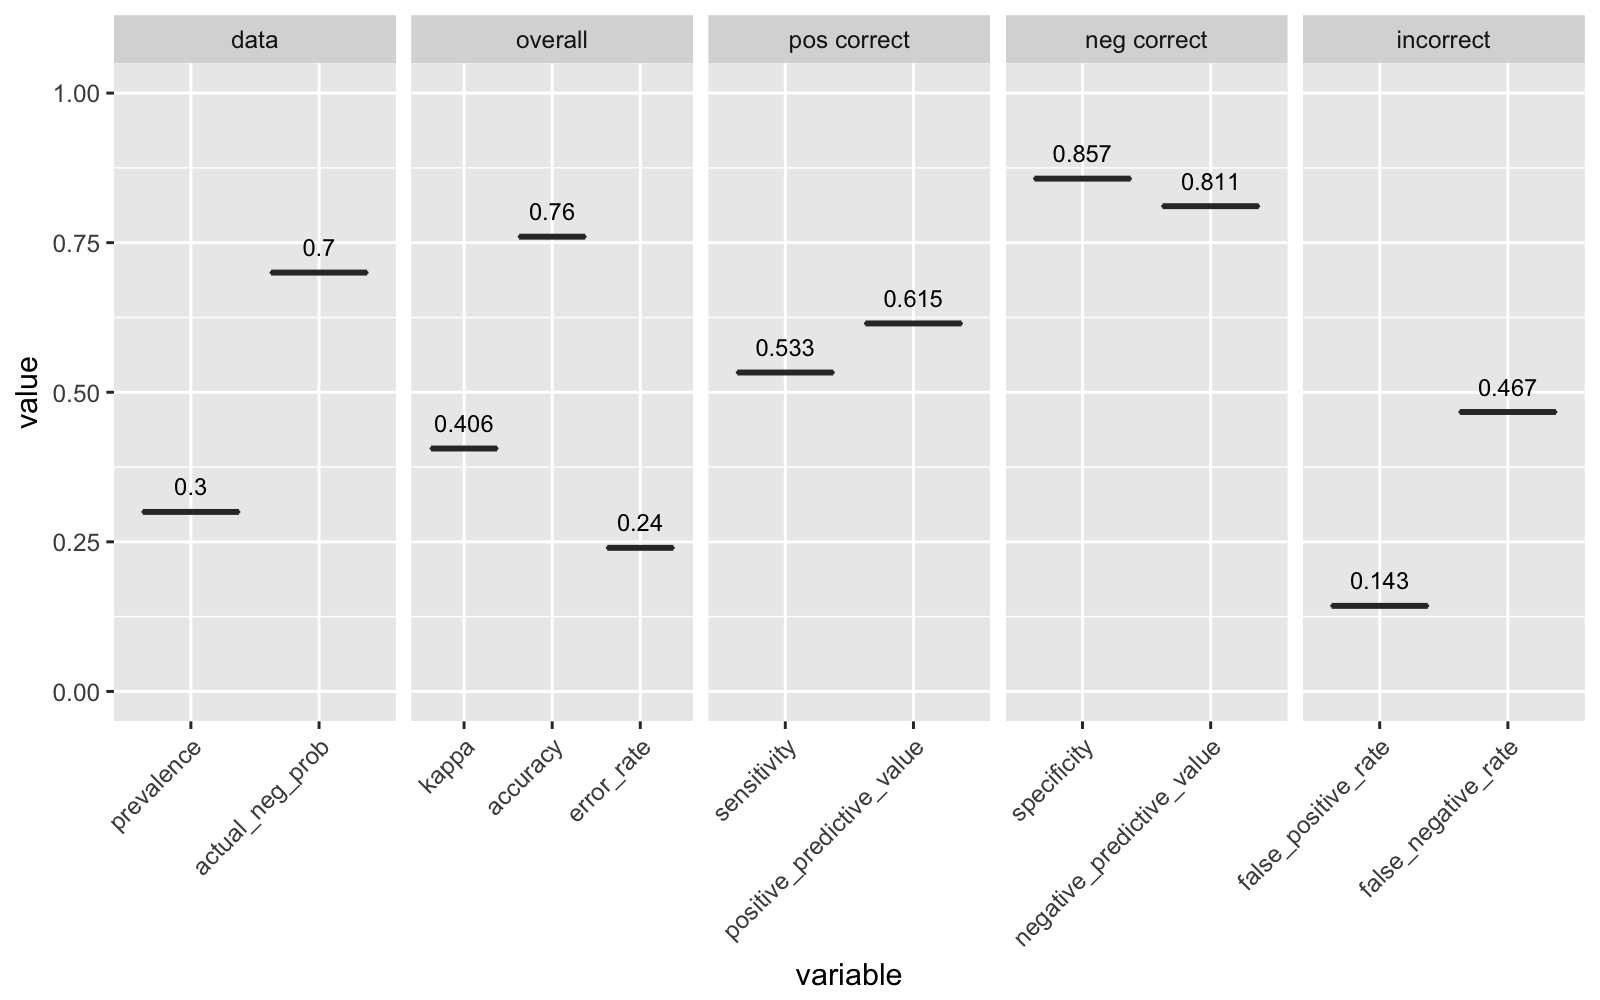 data
overall
pos correct
neg correct
incorrect
value
1.00
0.75
0.50
0.25
0.00
0.3
0.7
0.406
0.76
0.24
0.533
0.615
0.857
0.811
0.143
0.467
prevalence
actual_neg_prob
kappa
accuracy
error_rate
sensitivity
positive_predictive_value
specificity
negative_predictive_value
false_positive_rate
false_negative_rate
variable